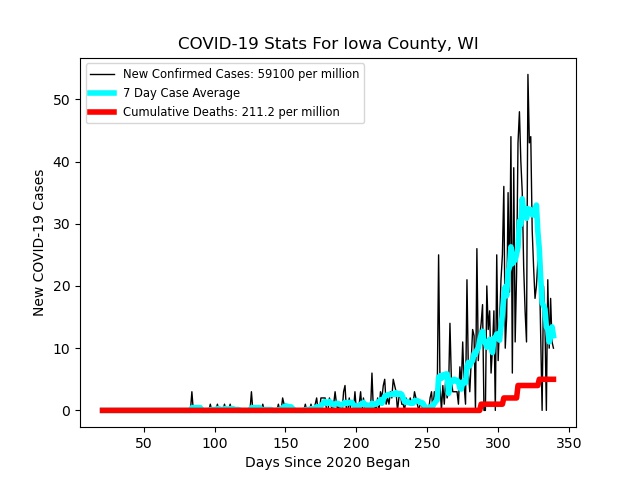 COVID-19 Stats For Iowa County, WI
New Confirmed Cases: 59100 per million
7 Day Case Average
Cumulative Deaths: 211.2 per million
New COVID-19 Cases
50
40
30
20
10
0
50 100 150 200 250 300 350
Days Since 2020 Began